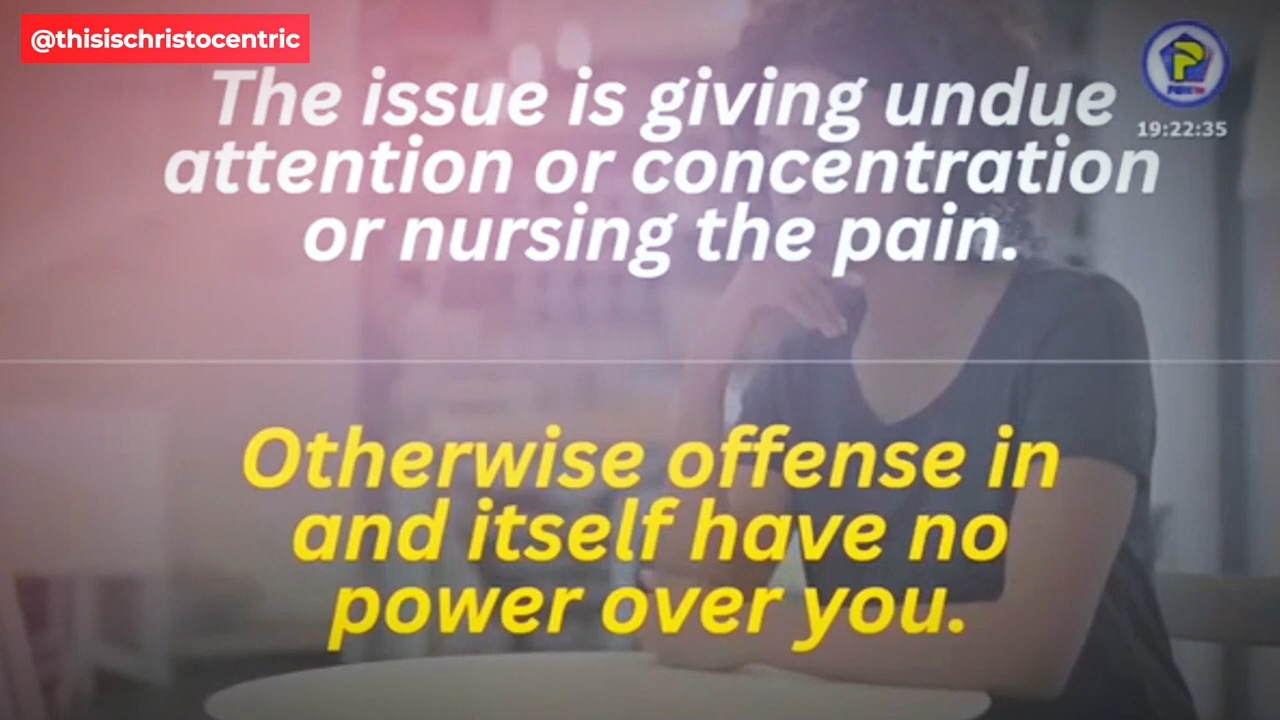 @thisischristocentric
The issue is giving undue
attention or concentration
or nursing the pain.
19:22:35
Otherwise offense in
and itself have no
power over you.